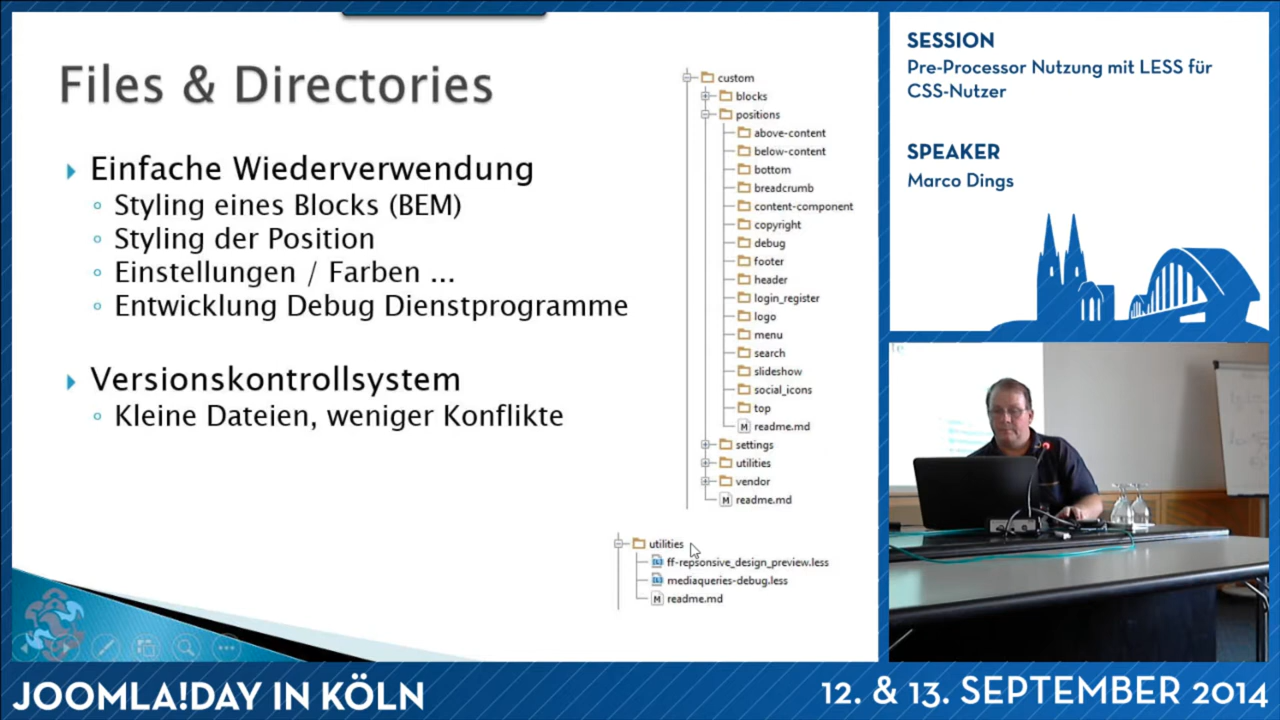 Files & Directories
Einfache Wiederverwendung
Styling eines Blocks (BEM)
Styling der Position
Einstellungen / Farben ...
Entwicklung Debug Dienstprogramme
Versionskontrollsystem
Kleine Dateien, weniger Konflikte
custom
blocks
positions
above-content
below-content
bottom
breadcrumb
content-component
copyright
debug
footer
header
login_register
logo
menu
search
slideshow
social_icons
top
readme.md
settings
utilities
vendor
readme.md
utilities
ff-repsonsive_design_preview.less
mediaqueries-debug.less
readme.md
SESSION
Pre-Processor Nutzung mit LESS für
CSS-Nutzer
SPEAKER
Marco Dings
JOOMLA!DAY IN KÖLN
12. & 13. SEPTEMBER 2014